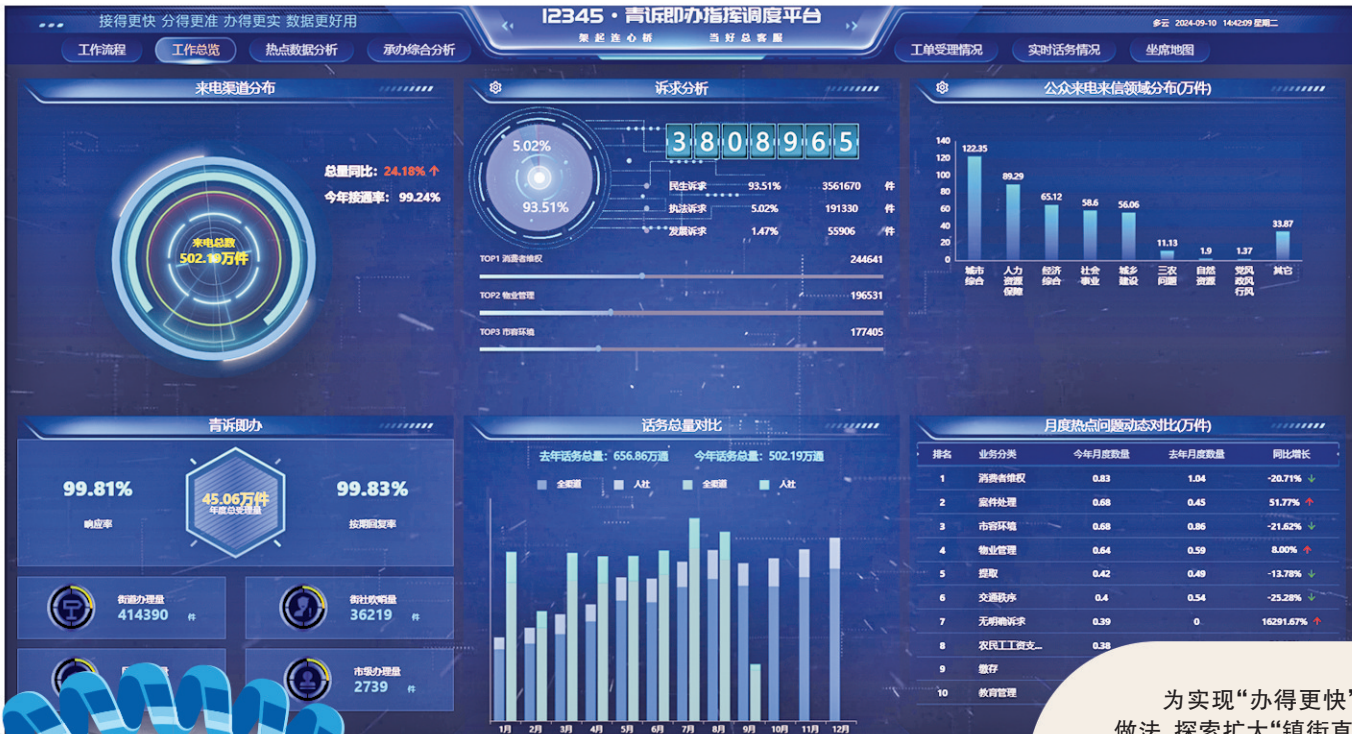 接得更快 分得更准 办得更实 数据更好用
12345·青诉即办指挥调度平台
架起连心桥 当好总客服
多云 2024-09-10 14:42:09 星期二
工作流程 工作总览 热点数据分析 承办综合分析 工单受理情况 实时话务情况 坐席地图
来电渠道分布
总量同比: 24.18% ↑
今年接通率: 99.24%
来电总数
502.19万件
诉求分析
5.02%
93.51%
3808965
民生诉求 93.51% 3561670 件
执法诉求 5.02% 191330 件
发展诉求 1.47% 55906 件
TOP1 消费者维权 244641
TOP2 物业管理 196531
TOP3 市容环境 177405
公众来电来信领域分布(万件)
140
120
100
80
60
40
20
0
122.35 89.29 65.12 58.6 56.06 11.13 1.9 1.37 33.87
城市综合 人力资源保障 经济综合 社会事业 城乡建设 三农问题 自然资源 党风政风行风 其它
青诉即办
99.81%
响应率
45.06万件
年度总受理量
99.83%
按期回复率
街道办理量
414390 件
36219 件
市级办理量
2739 件
话务总量对比
去年话务总量: 656.86万通 今年话务总量: 502.19万通
全渠道 人社 全渠道 人社
1月 2月 3月 4月 5月 6月 7月 8月 9月 10月 11月 12月
月度热点问题动态对比(万件)
排名 业务分类 今年月度数量 去年月度数量 同比增长
1 消费者维权 0.83 1.04 -20.71% ↓
2 案件处理 0.68 0.45 51.77% ↑
3 市容环境 0.68 0.86 -21.62% ↓
4 物业管理 0.64 0.59 8.00% ↑
5 提取 0.42 0.49 -13.78% ↓
6 交通秩序 0.4 0.54 -25.28% ↓
7 无明确诉求 0.39 0 16291.67% ↑
8 农民工工资支... 0.38
9 缴存
10 教育管理
为实现“办得更快”
做法,探索扩大“镇街直